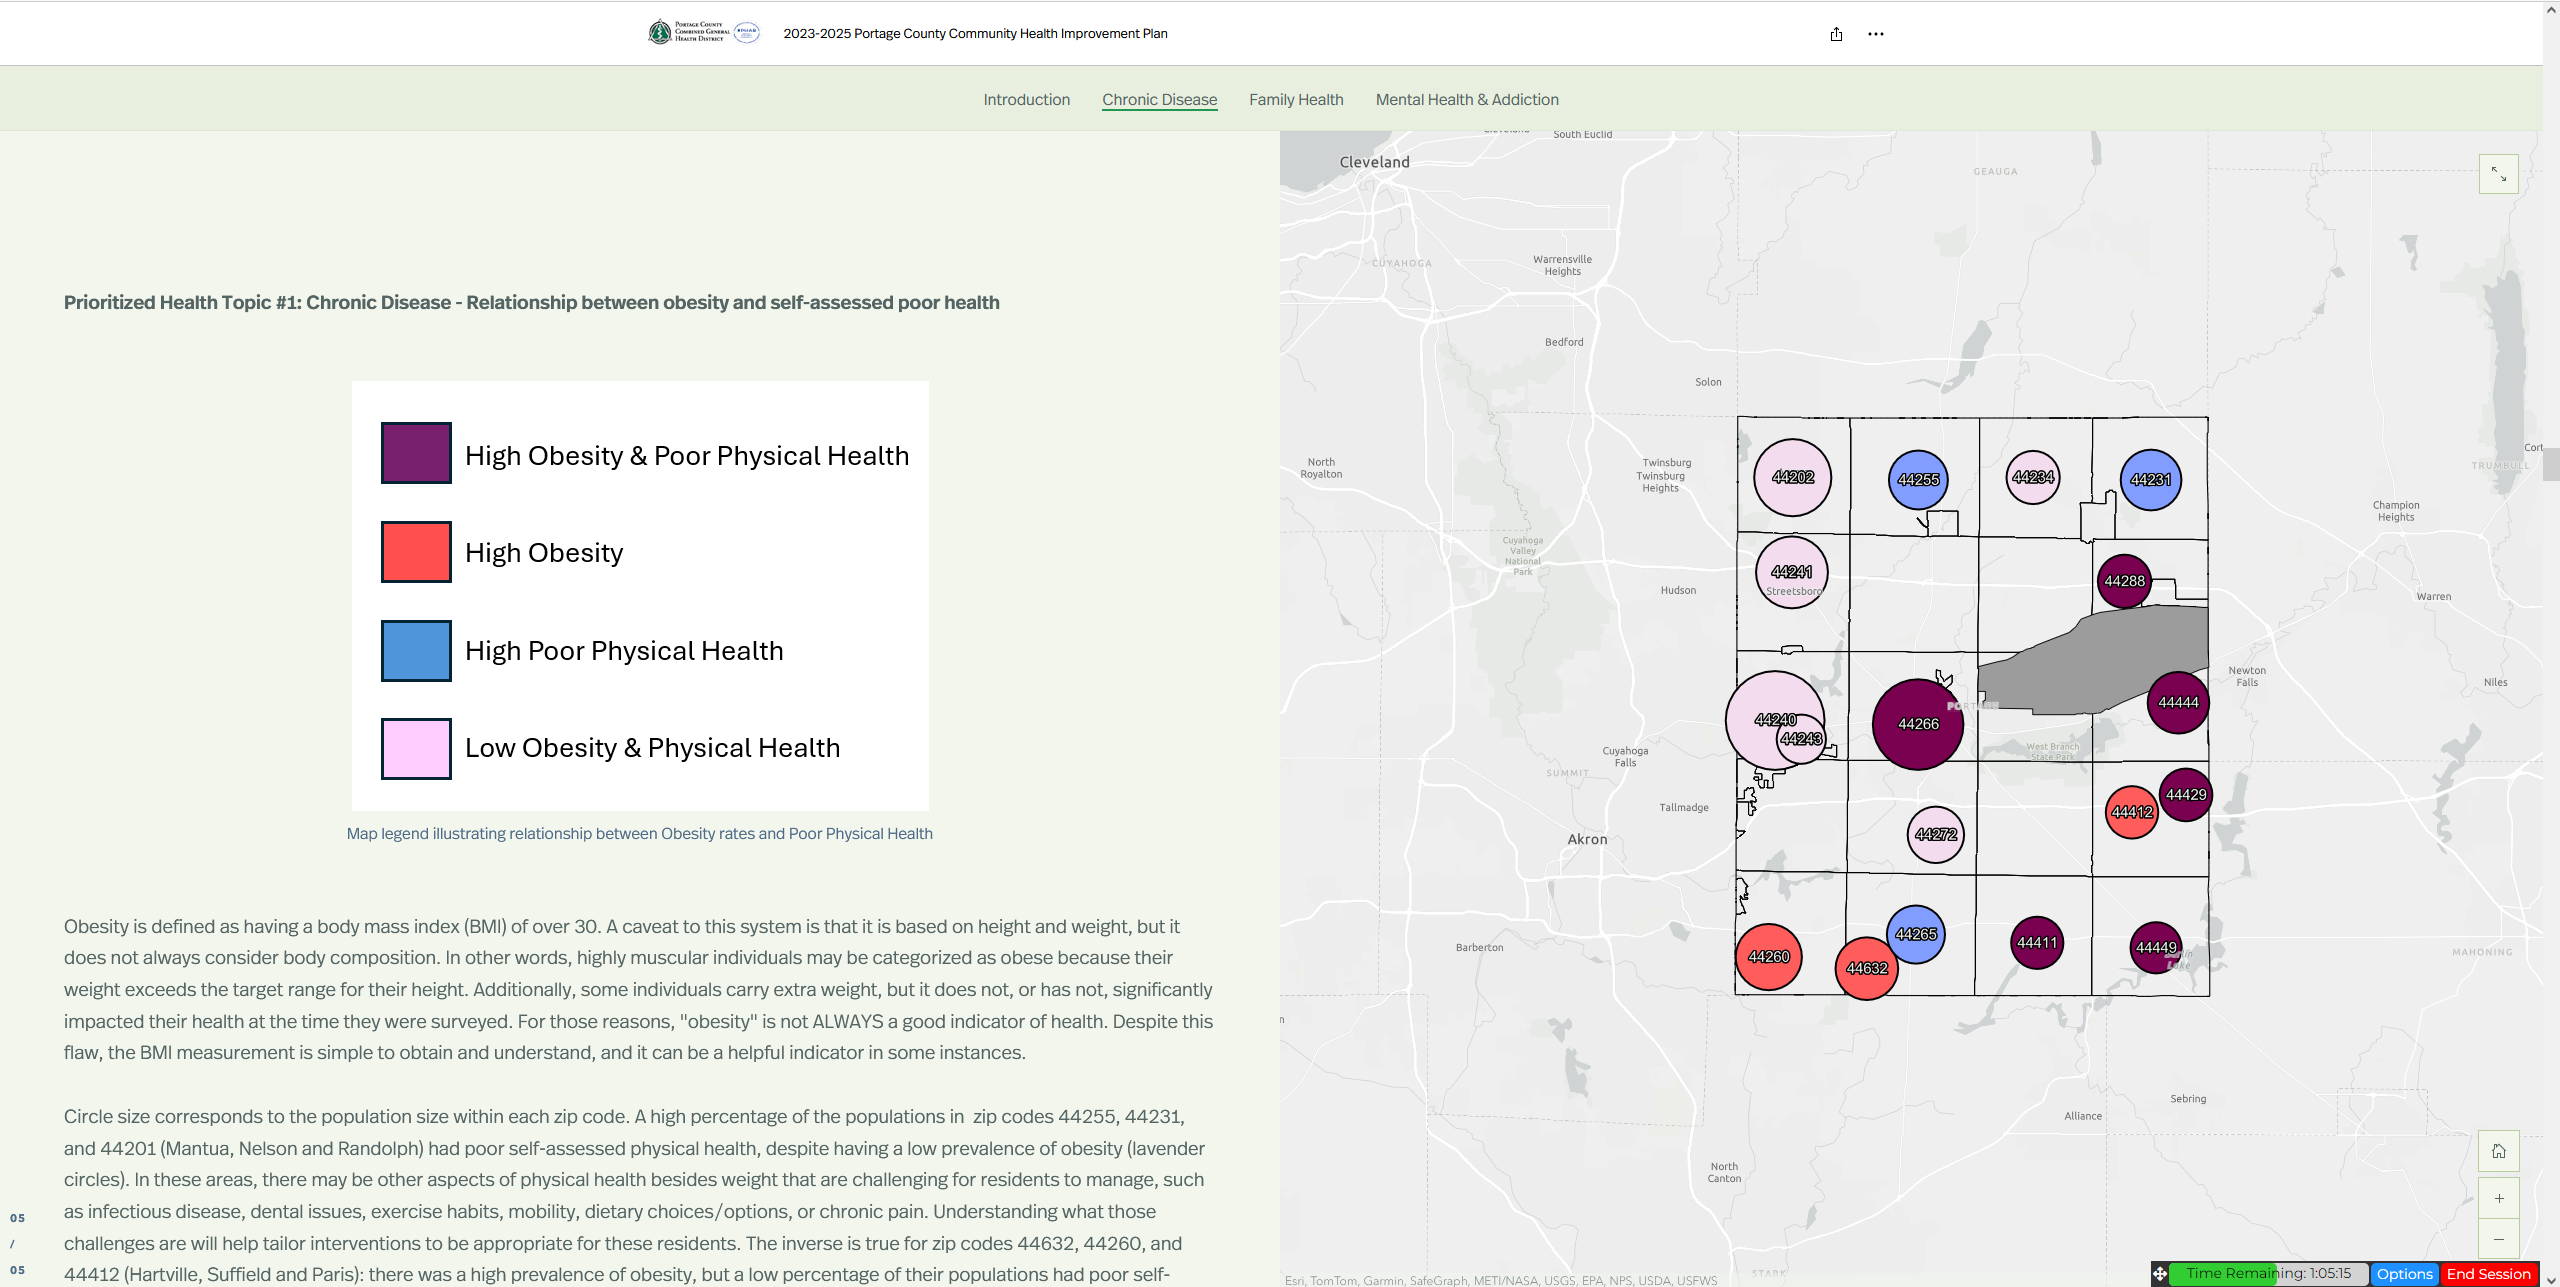 PORTAGE COUNTY
COMBINED GENERAL
HEALTH DISTRICT
PHAB
2023-2025 Portage County Community Health Improvement Plan
Introduction
Chronic Disease
Family Health
Mental Health & Addiction
Prioritized Health Topic #1: Chronic Disease - Relationship between obesity and self-assessed poor health
High Obesity & Poor Physical Health
High Obesity
High Poor Physical Health
Low Obesity & Physical Health
Map legend illustrating relationship between Obesity rates and Poor Physical Health
Obesity is defined as having a body mass index (BMI) of over 30. A caveat to this system is that it is based on height and weight, but it
does not always consider body composition. In other words, highly muscular individuals may be categorized as obese because their
weight exceeds the target range for their height. Additionally, some individuals carry extra weight, but it does not, or has not, significantly
impacted their health at the time they were surveyed. For those reasons, "obesity" is not ALWAYS a good indicator of health. Despite this
flaw, the BMI measurement is simple to obtain and understand, and it can be a helpful indicator in some instances.
Circle size corresponds to the population size within each zip code. A high percentage of the populations in  zip codes 44255, 44231,
and 44201 (Mantua, Nelson and Randolph) had poor self-assessed physical health, despite having a low prevalence of obesity (lavender
circles). In these areas, there may be other aspects of physical health besides weight that are challenging for residents to manage, such
as infectious disease, dental issues, exercise habits, mobility, dietary choices/options, or chronic pain. Understanding what those
challenges are will help tailor interventions to be appropriate for these residents. The inverse is true for zip codes 44632, 44260, and
44412 (Hartville, Suffield and Paris): there was a high prevalence of obesity, but a low percentage of their populations had poor self-
05
/
05
South Euclid
Cleveland
GEAUGA
CUYAHOGA
Warrensville
Heights
Bedford
Solon
North
Royalton
Twinsburg
Twinsburg
Heights
Cort
TRUMBULL
Champion
Heights
44202
44255
44234
44231
Cuyahoga
Valley
National
Park
44241
Streetsboro
44288
Hudson
Warren
Newton
Falls
Niles
44240
44243
44266
PORTAGE
44444
Cuyahoga
Falls
West Branch
State Park
SUMMIT
Tallmadge
44429
44412
Akron
44272
Barberton
44260
44632
44265
44411
44449
Lake
MAHONING
n
Sebring
Alliance
North
Canton
STARK
Esri, TomTom, Garmin, SafeGraph, METI/NASA, USGS, EPA, NPS, USDA, USFWS
+
−
Time Remaining: 1:05:15
Options
End Session